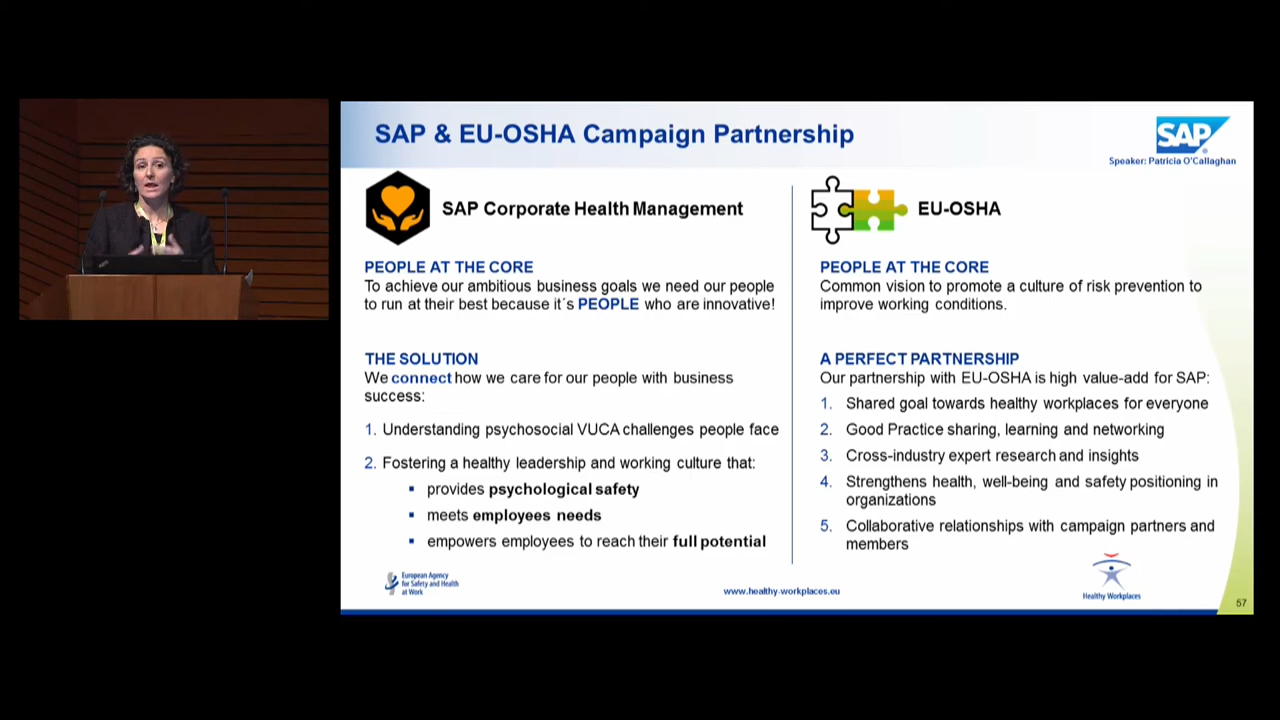 SAP & EU-OSHA Campaign Partnership
SAP
Speaker: Patricia O'Callaghan
SAP Corporate Health Management
PEOPLE AT THE CORE
To achieve our ambitious business goals we need our people
to run at their best because it´s PEOPLE who are innovative!
THE SOLUTION
We connect how we care for our people with business
success:
1. Understanding psychosocial VUCA challenges people face
2. Fostering a healthy leadership and working culture that:
▪ provides psychological safety
▪ meets employees needs
▪ empowers employees to reach their full potential
EU-OSHA
PEOPLE AT THE CORE
Common vision to promote a culture of risk prevention to
improve working conditions.
A PERFECT PARTNERSHIP
Our partnership with EU-OSHA is high value-add for SAP:
1. Shared goal towards healthy workplaces for everyone
2. Good Practice sharing, learning and networking
3. Cross-industry expert research and insights
4. Strengthens health, well-being and safety positioning in
organizations
5. Collaborative relationships with campaign partners and
members
European Agency
for Safety and Health
at Work
www.healthy-workplaces.eu
Healthy Workplaces
57